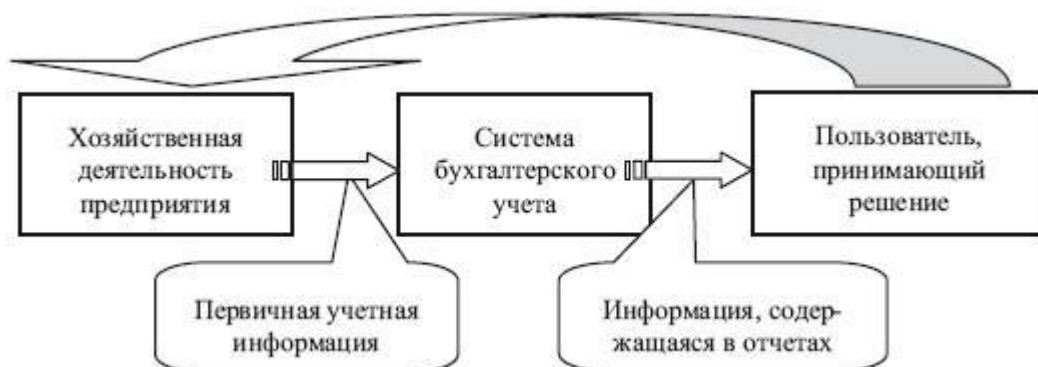 Хозяйственная
деятельность
предприятия
Система
бухгалтерского
учета
Пользователь,
принимающий
решение
Первичная учетная
информация
Информация, содер-
жащаяся в отчетах